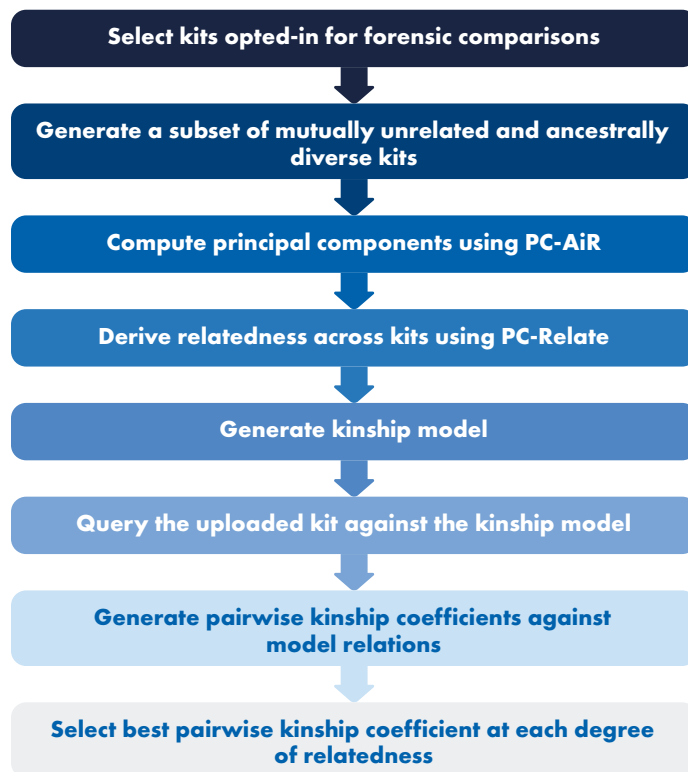 Select kits opted-in for forensic comparisons
Generate a subset of mutually unrelated and ancestrally
diverse kits
Compute principal components using PC-AiR
Derive relatedness across kits using PC-Relate
Generate kinship model
Query the uploaded kit against the kinship model
Generate pairwise kinship coefficients against
model relations
Select best pairwise kinship coefficient at each degree
of relatedness